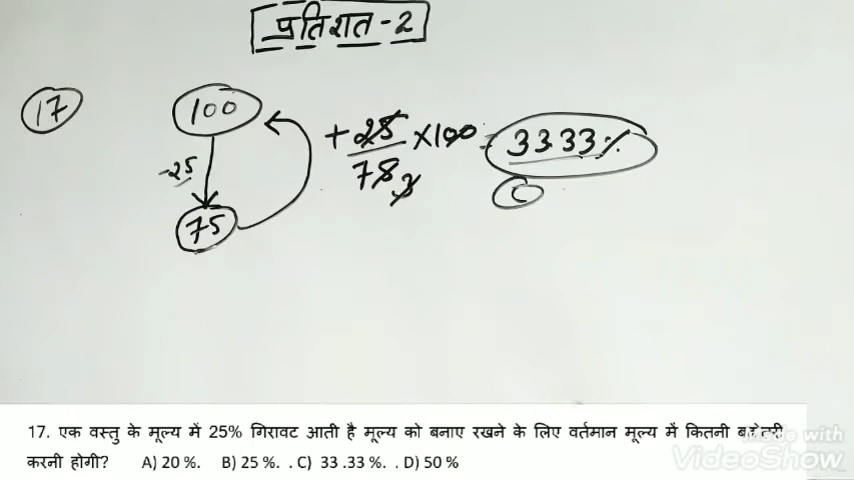 प्रतिशत-2
17
100
-25
75
+25/75 3 ×100 = 33.33%
C
17. एक वस्तु के मूल्य में 25% गिरावट आती है मूल्य को बनाए रखने के लिए वर्तमान मूल्य में कितनी बढ़ोतरी
करनी होगी? A) 20 %. B) 25 %. . C) 33 .33 %. . D) 50 %
Made with
VideoShow